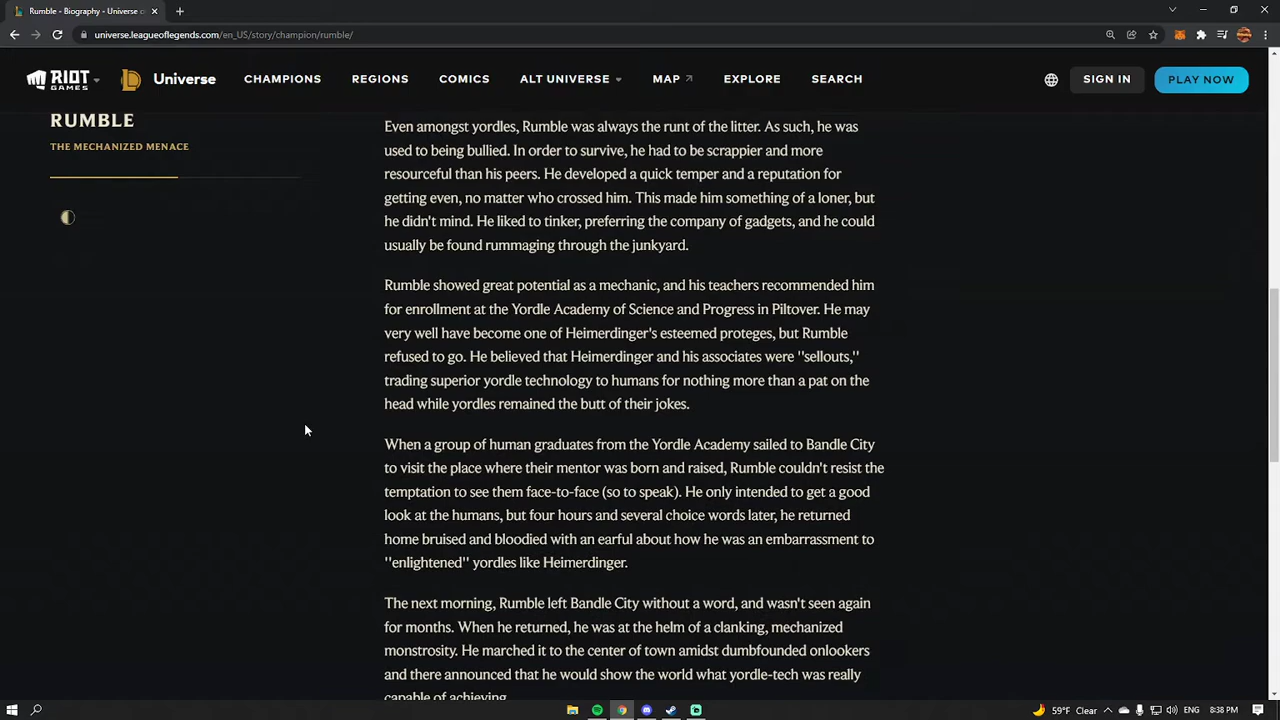 Rumble - Biography - Universe o
universe.leagueoflegends.com/en_US/story/champion/rumble/
RIOT GAMES
Universe
CHAMPIONS
REGIONS
COMICS
ALT UNIVERSE
MAP
EXPLORE
SEARCH
SIGN IN
PLAY NOW
RUMBLE
THE MECHANIZED MENACE
Even amongst yordles, Rumble was always the runt of the litter. As such, he was
used to being bullied. In order to survive, he had to be scrappier and more
resourceful than his peers. He developed a quick temper and a reputation for
getting even, no matter who crossed him. This made him something of a loner, but
he didn't mind. He liked to tinker, preferring the company of gadgets, and he could
usually be found rummaging through the junkyard.
Rumble showed great potential as a mechanic, and his teachers recommended him
for enrollment at the Yordle Academy of Science and Progress in Piltover. He may
very well have become one of Heimerdinger's esteemed proteges, but Rumble
refused to go. He believed that Heimerdinger and his associates were ''sellouts,''
trading superior yordle technology to humans for nothing more than a pat on the
head while yordles remained the butt of their jokes.
When a group of human graduates from the Yordle Academy sailed to Bandle City
to visit the place where their mentor was born and raised, Rumble couldn't resist the
temptation to see them face-to-face (so to speak). He only intended to get a good
look at the humans, but four hours and several choice words later, he returned
home bruised and bloodied with an earful about how he was an embarrassment to
''enlightened'' yordles like Heimerdinger.
The next morning, Rumble left Bandle City without a word, and wasn't seen again
for months. When he returned, he was at the helm of a clanking, mechanized
monstrosity. He marched it to the center of town amidst dumbfounded onlookers
and there announced that he would show the world what yordle-tech was really
capable of achieving.
59°F Clear
ENG
8:38 PM